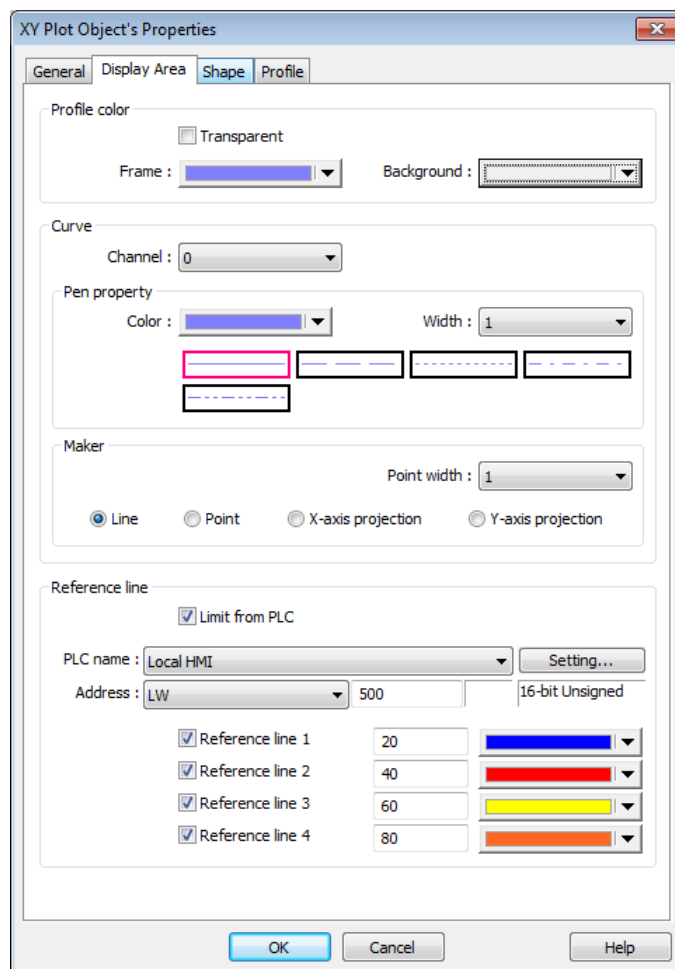 XY Plot Object's Properties
General Display Area Shape Profile
Profile color
Transparent
Frame : Background :
Curve
Channel : 0
Pen property
Color : Width : 1
Maker
Point width : 1
Line Point X-axis projection Y-axis projection
Reference line
Limit from PLC
PLC name : Local HMI Setting...
Address : LW 500 16-bit Unsigned
Reference line 1 20
Reference line 2 40
Reference line 3 60
Reference line 4 80
OK Cancel Help